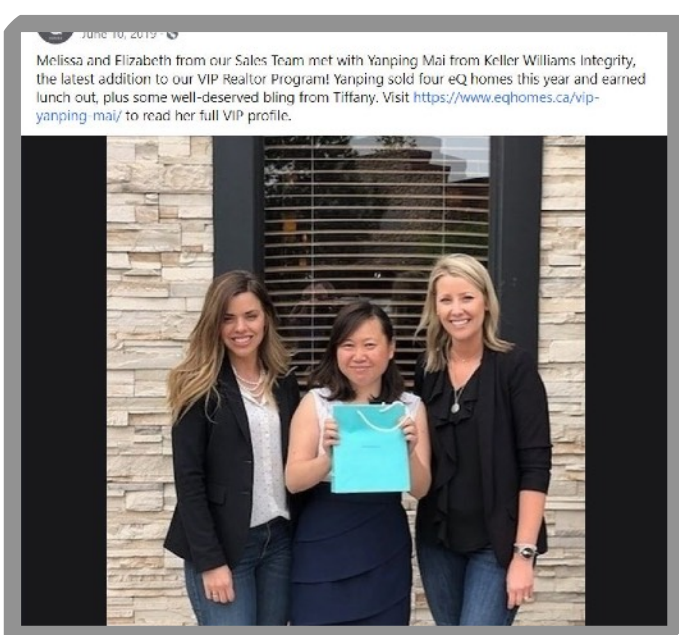 June 10, 2019
Melissa and Elizabeth from our Sales Team met with Yanping Mai from Keller Williams Integrity,
the latest addition to our VIP Realtor Program! Yanping sold four eQ homes this year and earned
lunch out, plus some well-deserved bling from Tiffany. Visit https://www.eqhomes.ca/vip-
yanping-mai/ to read her full VIP profile.